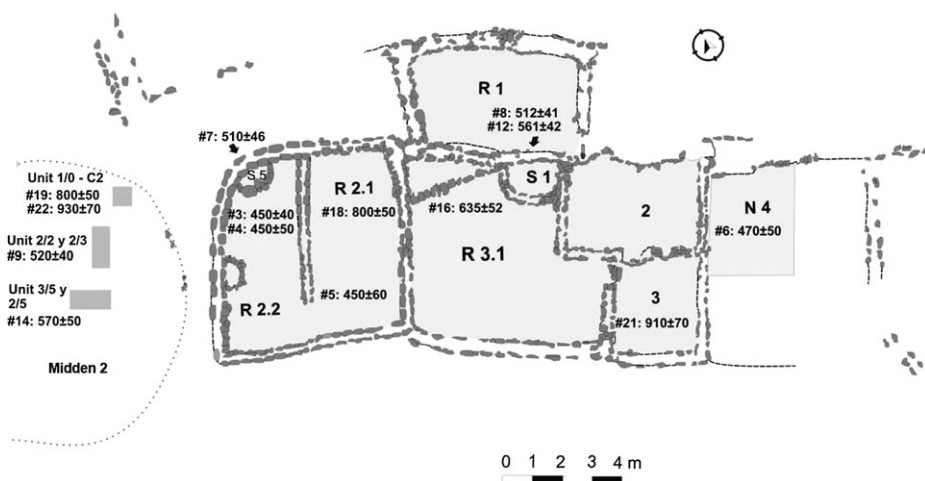 R 1
#8: 512±41
#12: 561±42
#7: 510±46
Unit 1/0 - C2
#19: 800±50
#22: 930±70
Unit 2/2 y 2/3
#9: 520±40
Unit 3/5 y
2/5
#14: 570±50
Midden 2
S 5
#3: 450±40
#4: 450±50
R 2.2
R 2.1
#18: 800±50
#5: 450±60
#16: 635±52
S 1
R 3.1
2
3
#21: 910±70
N 4
#6: 470±50
0 1 2 3 4 m